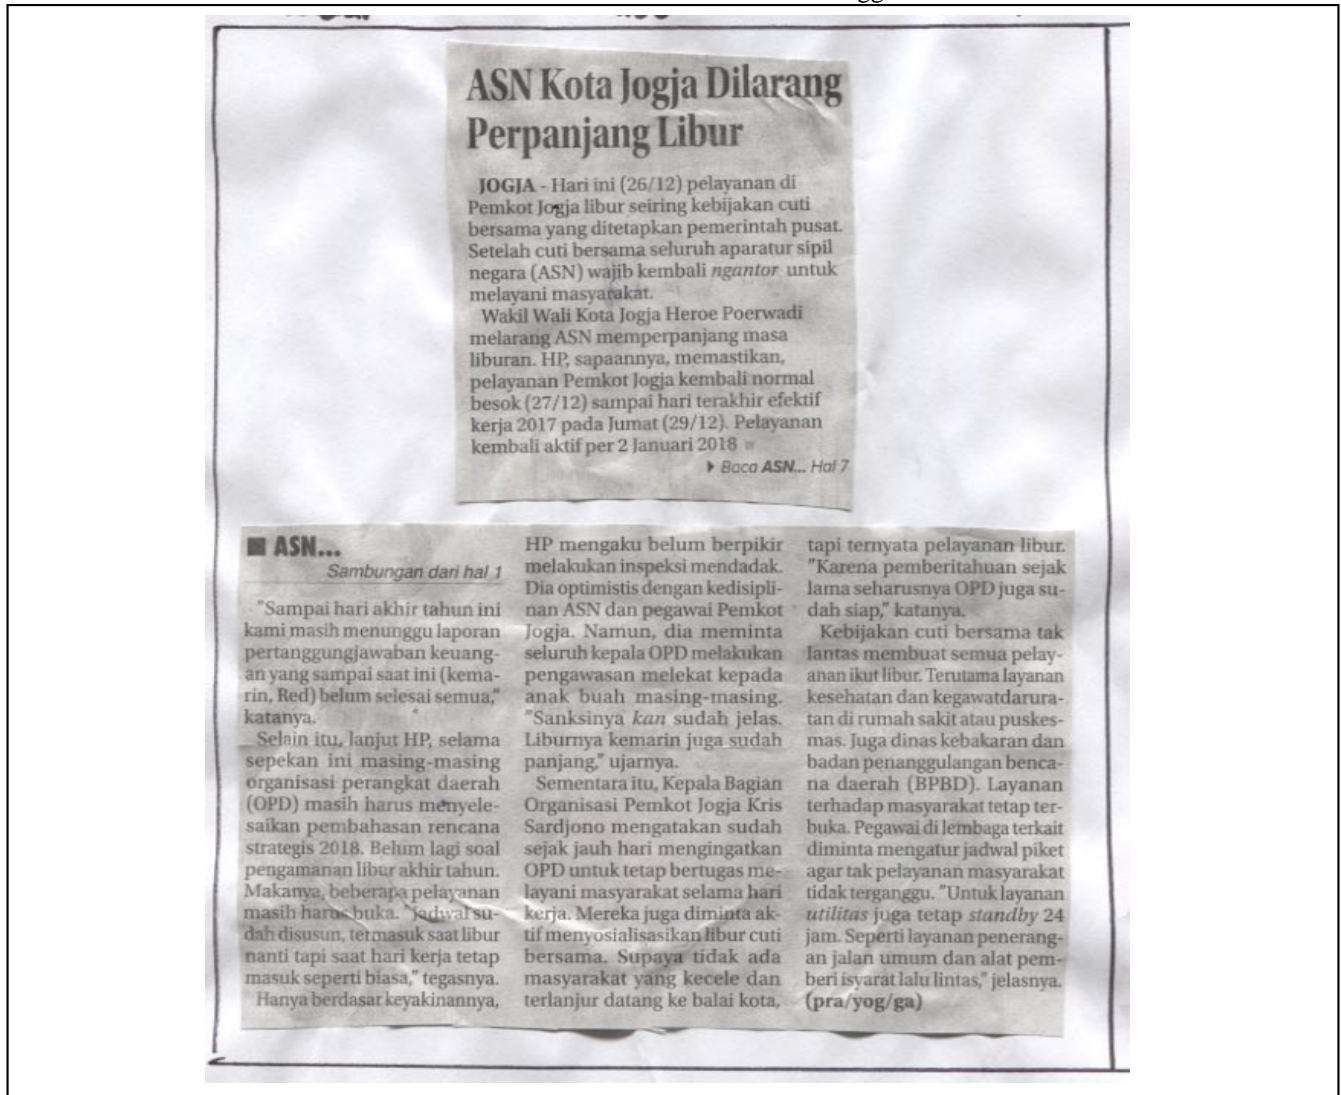 ASN Kota Jogja Dilarang
Perpanjang Libur
JOGJA - Hari ini (26/12) pelayanan di
Pemkot Jogja libur seiring kebijakan cuti
bersama yang ditetapkan pemerintah pusat.
Setelah cuti bersama seluruh aparatur sipil
negara (ASN) wajib kembali ngantor untuk
melayani masyarakat.
Wakil Wali Kota Jogja Heroe Poerwadi
melarang ASN memperpanjang masa
liburan. HP, sapaannya, memastikan,
pelayanan Pemkot Jogja kembali normal
besok (27/12) sampai hari terakhir efektif
kerja 2017 pada Jumat (29/12). Pelayanan
kembali aktif per 2 Januari 2018
Baca ASN... Hal 7
ASN...
Sambungan dari hal 1
"Sampai hari akhir tahun ini
kami masih menunggu laporan
pertanggungjawaban keuang-
an yang sampai saat ini (kema-
rin, Red) belum selesai semua,"
katanya.
Selain itu, lanjut HP, selama
sepekan ini masing-masing
organisasi perangkat daerah
(OPD) masih harus menyele-
saikan pembahasan rencana
strategis 2018. Belum lagi soal
pengamanan libur akhir tahun.
Makanya, beberapa pelayanan
masih harus buka. "Jadwal su-
dah disusun, termasuk saat libur
nanti tapi saat hari kerja tetap
masuk seperti biasa," tegasnya.
Hanya berdasar keyakinannya,
HP mengaku belum berpikir
melakukan inspeksi mendadak.
Dia optimistis dengan kedisipli-
nan ASN dan pegawai Pemkot
Jogja. Namun, dia meminta
seluruh kepala OPD melakukan
pengawasan melekat kepada
anak buah masing-masing.
"Sanksinya kan sudah jelas.
Liburnya kemarin juga sudah
panjang," ujarnya.
Sementara itu, Kepala Bagian
Organisasi Pemkot Jogja Kris
Sardjono mengatakan sudah
sejak jauh hari mengingatkan
OPD untuk tetap bertugas me-
layani masyarakat selama hari
kerja. Mereka juga diminta ak-
tif menyosialisasikan libur cuti
bersama. Supaya tidak ada
masyarakat yang kecele dan
terlanjur datang ke balai kota,
tapi ternyata pelayanan libur.
"Karena pemberitahuan sejak
lama seharusnya OPD juga su-
dah siap," katanya.
Kebijakan cuti bersama tak
lantas membuat semua pelay-
anan ikut libur. Terutama layanan
kesehatan dan kegawatdarura-
tan di rumah sakit atau puskes-
mas. Juga dinas kebakaran dan
badan penanggulangan benca-
na daerah (BPBD). Layanan
terhadap masyarakat tetap ter-
buka. Pegawai di lembaga terkait
diminta mengatur jadwal piket
agar tak pelayanan masyarakat
tidak terganggu. "Untuk layanan
utilitas juga tetap standby 24
jam. Seperti layanan penerang-
an jalan umum dan alat pem-
beri isyarat lalu lintas," jelasnya.
(pra/yog/ga)